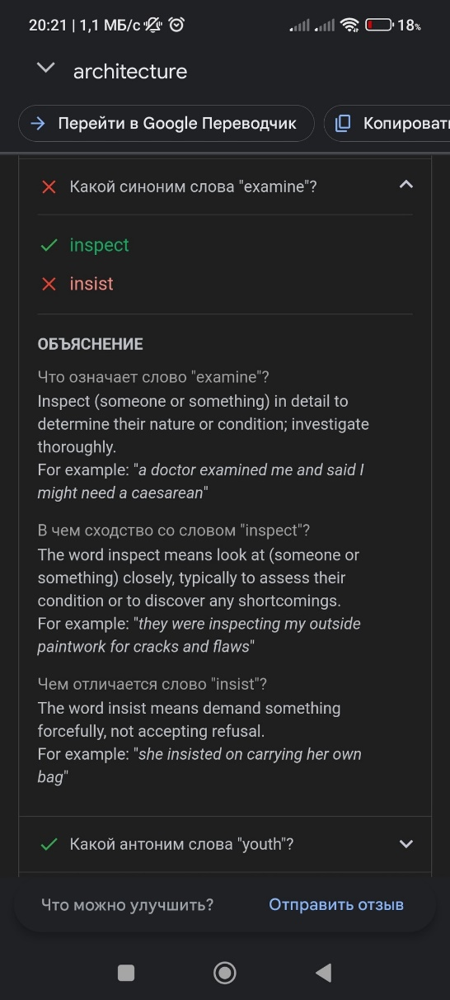 20:21 | 1,1 МБ/с 18%
architecture
Перейти в Google Переводчик
Копировать
Какой синоним слова "examine"?
inspect
insist
ОБЪЯСНЕНИЕ
Что означает слово "examine"?
Inspect (someone or something) in detail to
determine their nature or condition; investigate
thoroughly.
For example: "a doctor examined me and said I
might need a caesarean"
В чем сходство со словом "inspect"?
The word inspect means look at (someone or
something) closely, typically to assess their
condition or to discover any shortcomings.
For example: "they were inspecting my outside
paintwork for cracks and flaws"
Чем отличается слово "insist"?
The word insist means demand something
forcefully, not accepting refusal.
For example: "she insisted on carrying her own
bag"
Какой антоним слова "youth"?
Что можно улучшить?
Отправить отзыв